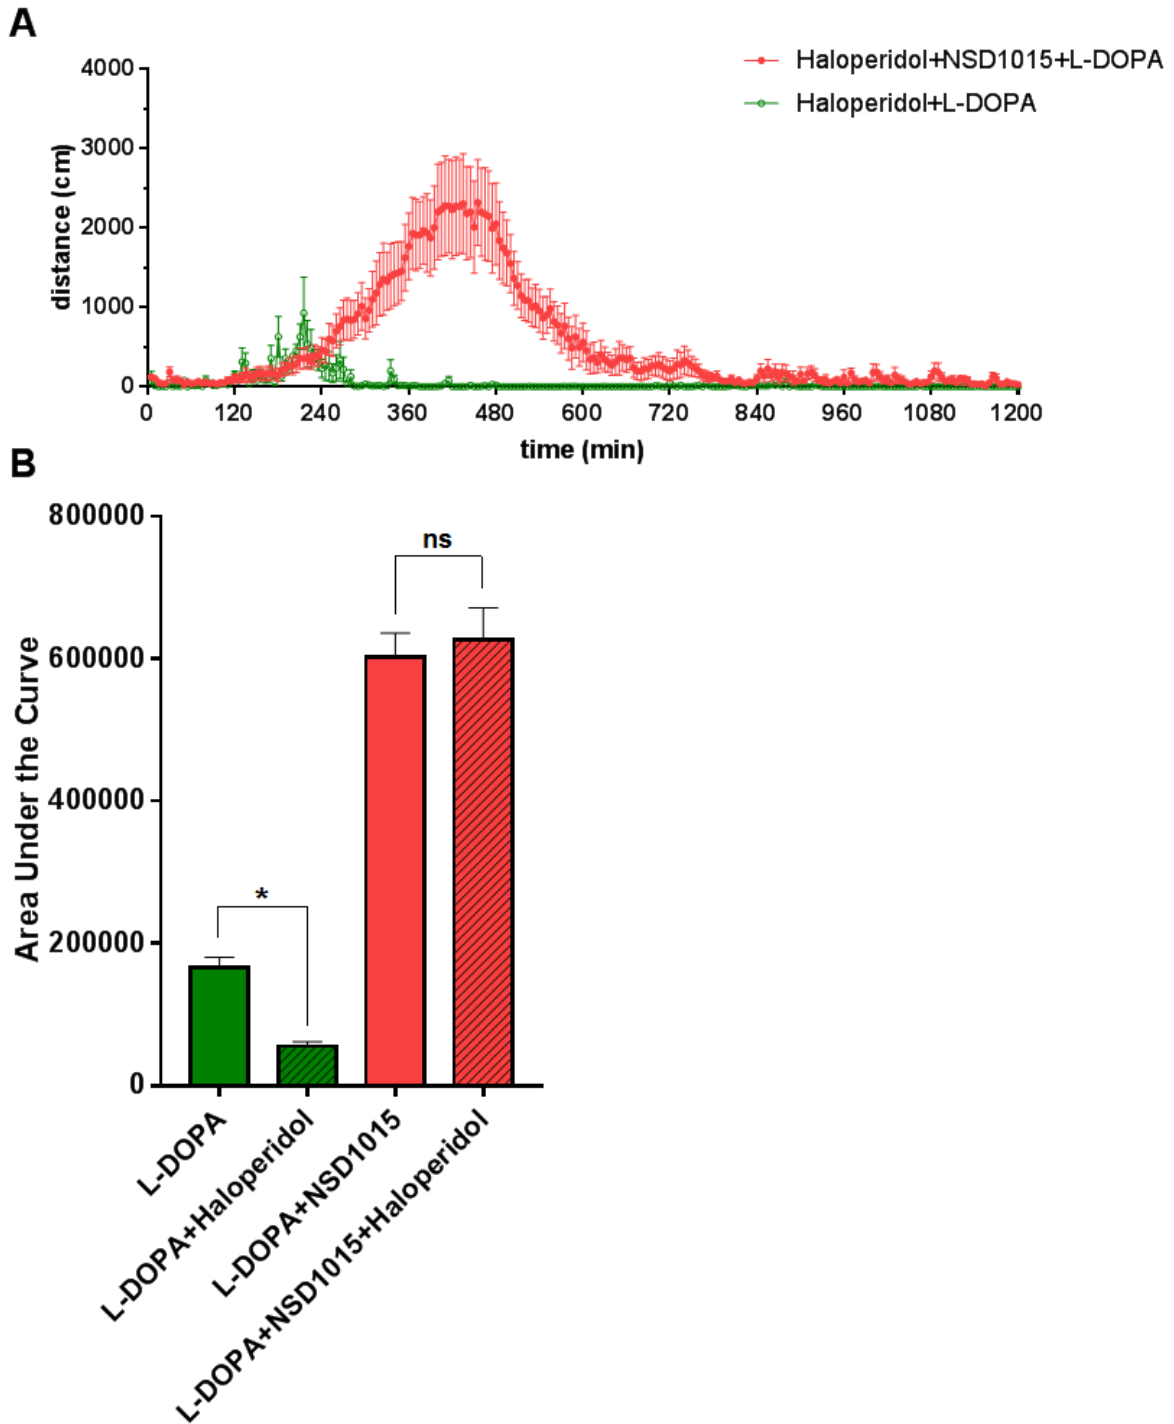 A
Haloperidol+NSD1015+L-DOPA
Haloperidol+L-DOPA
4000
3000
2000
1000
0
distance (cm)
0 120 240 360 480 600 720 840 960 1080 1200
time (min)
B
800000
600000
400000
200000
0
Area Under the Curve
ns
*
L-DOPA
L-DOPA+Haloperidol
L-DOPA+NSD1015
L-DOPA+NSD1015+Haloperidol